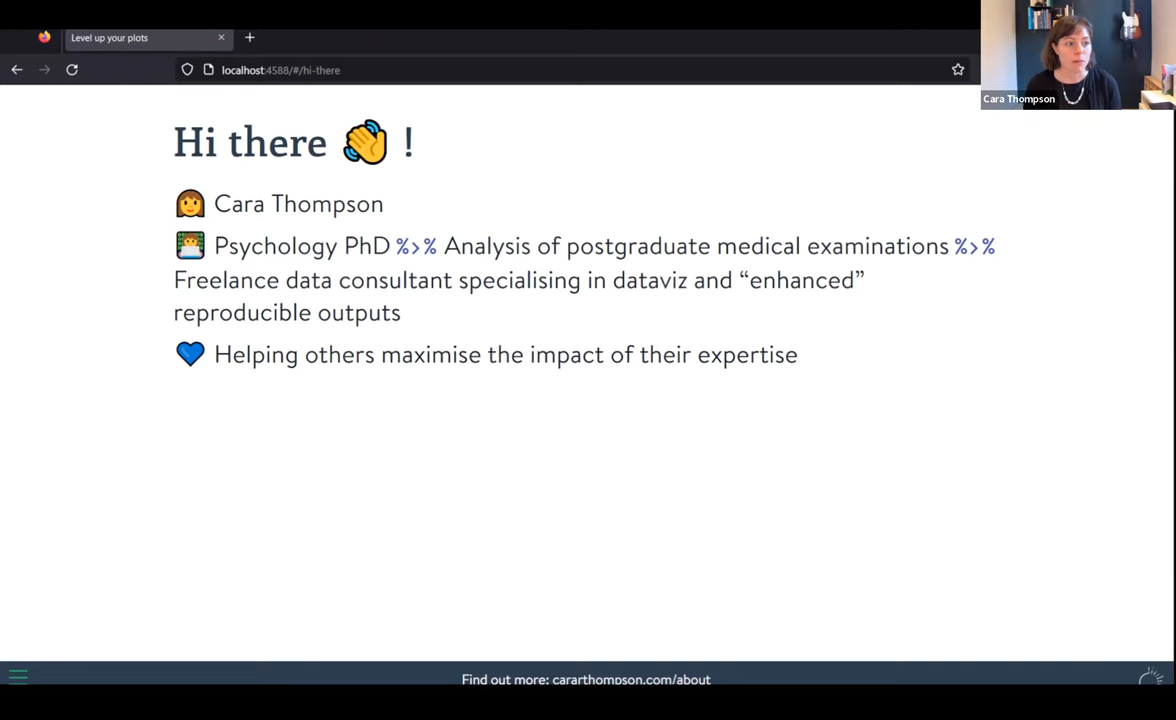 Level up your plots
localhost:4588/#/hi-there
Cara Thompson
Hi there 👋 !
Cara Thompson
Psychology PhD %>% Analysis of postgraduate medical examinations %>%
Freelance data consultant specialising in dataviz and “enhanced”
reproducible outputs
Helping others maximise the impact of their expertise
Find out more: cararthompson.com/about